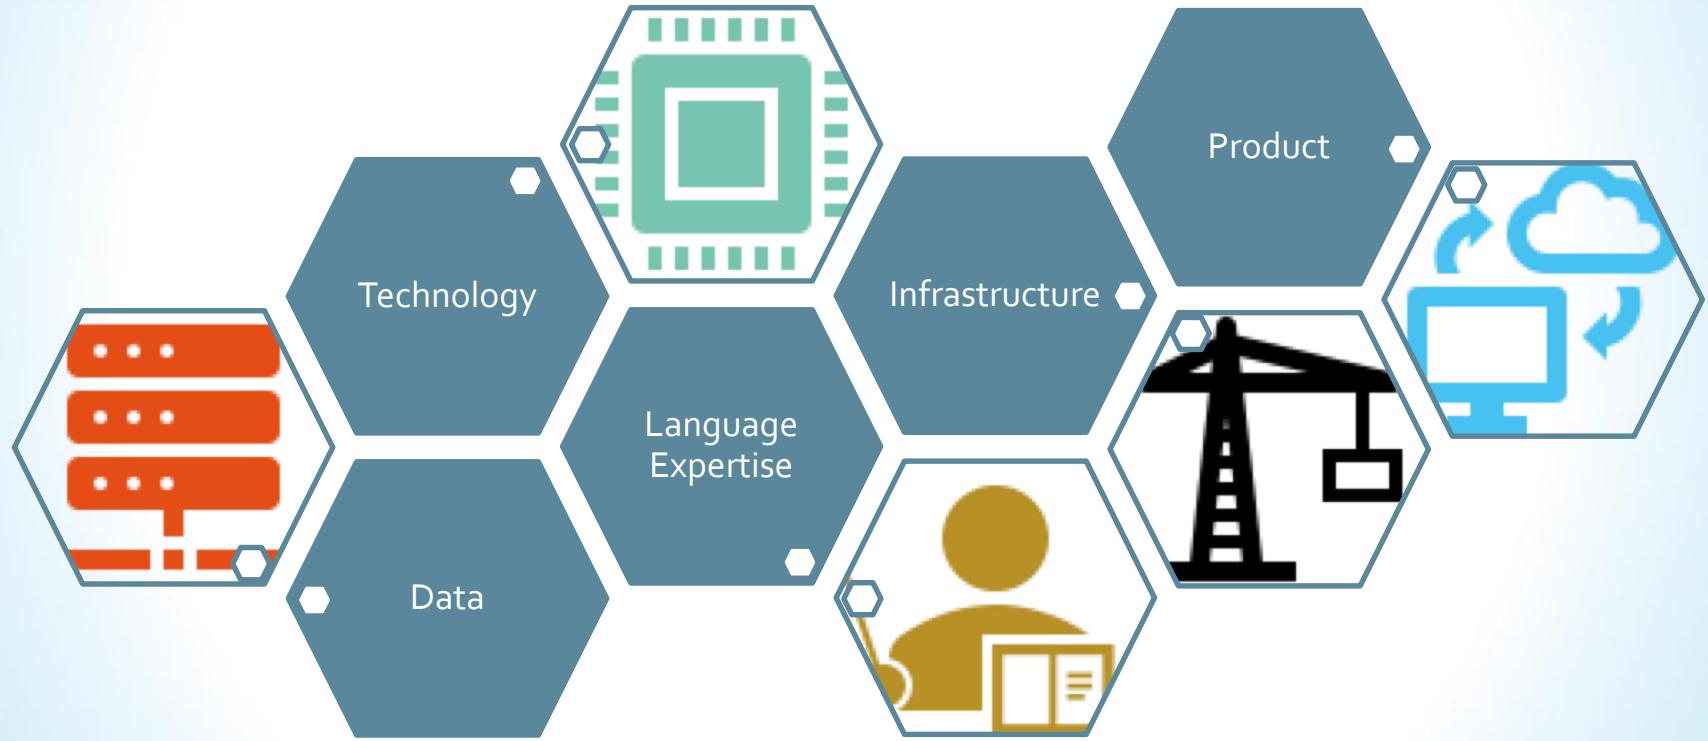 Product
Technology
Infrastructure
Language
Expertise
Data